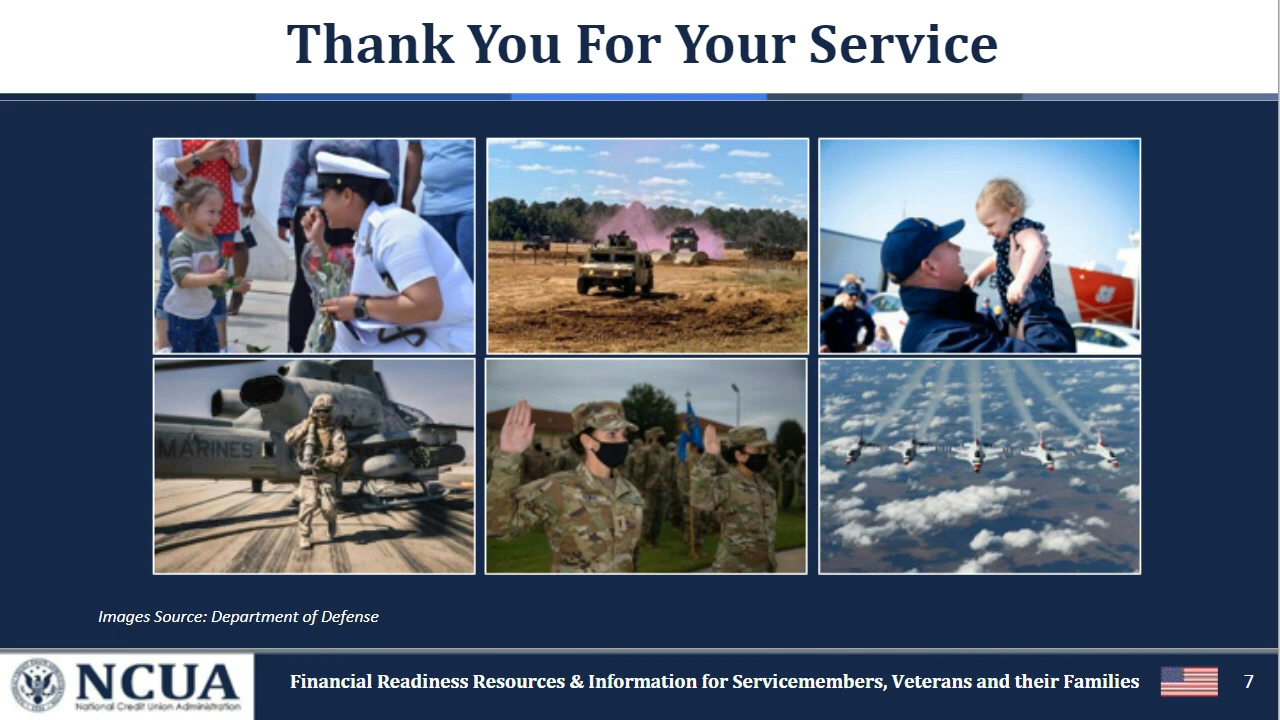 Thank You For Your Service
MARINES
Images Source: Department of Defense
NCUA
National Credit Union Administration
Financial Readiness Resources & Information for Servicemembers, Veterans and their Families
7